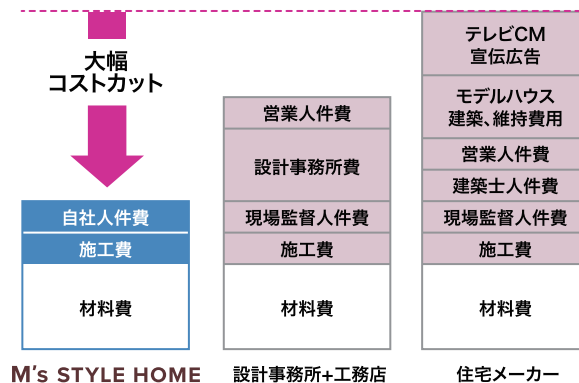 大幅
コストカット
自社人件費
施工費
材料費
M's STYLE HOME
営業人件費
設計事務所費
現場監督人件費
施工費
材料費
設計事務所+工務店
テレビCM
宣伝広告
モデルハウス
建築、維持費用
営業人件費
建築士人件費
現場監督人件費
施工費
材料費
住宅メーカー